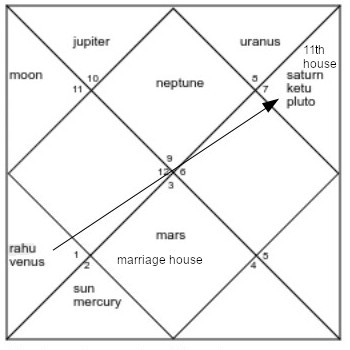 jupiter
uranus
11th
house
moon
10
11
neptune
8
7
saturn
ketu
pluto
9
12
6
3
rahu
venus
1
2
mars
marriage house
5
4
sun
mercury